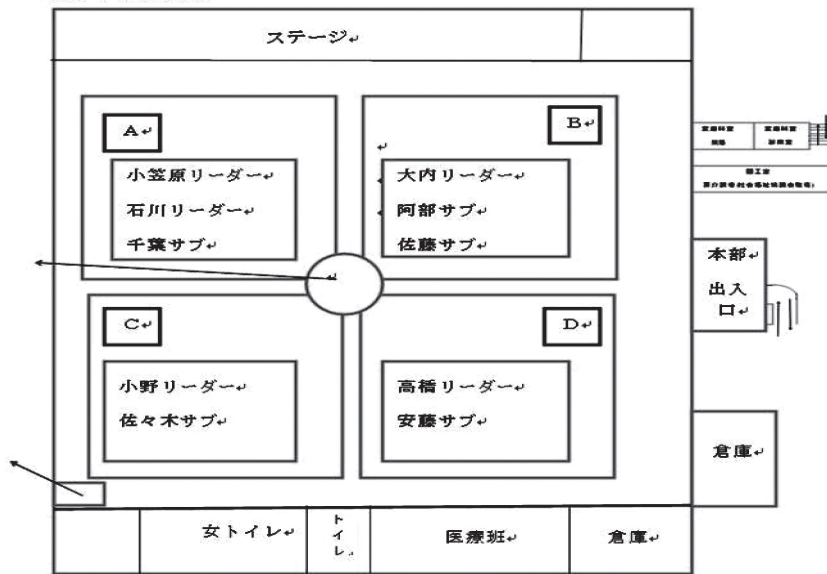 ステージ
A
小笠原リーダー
石川リーダー
千葉サブ
B
大内リーダー
阿部サブ
佐藤サブ
C
小野リーダー
佐々木サブ
D
高橋リーダー
安藤サブ
本部
出入
口
倉庫
女トイレ
トイレ
医療班
倉庫